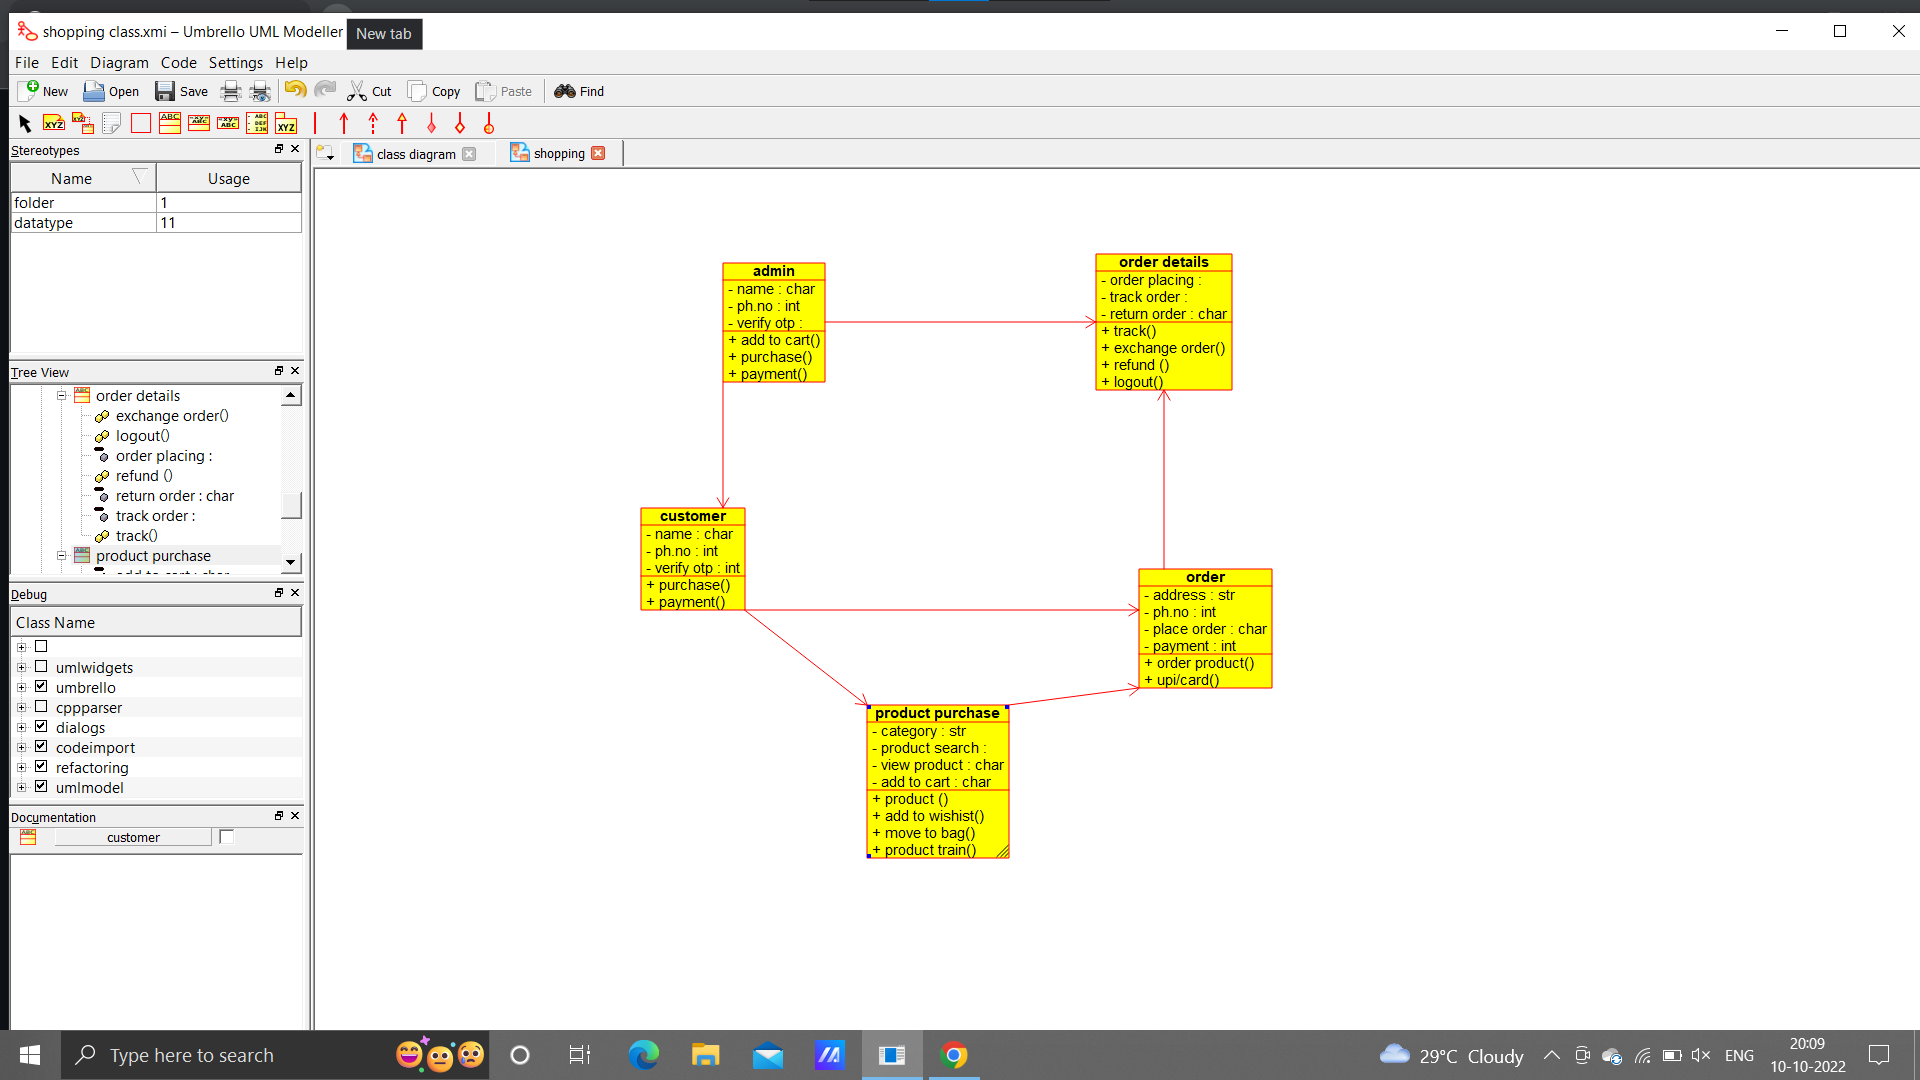 shopping class.xmi – Umbrello UML Modeller
New tab
File Edit Diagram Code Settings Help
New Open Save Cut Copy Paste Find
Stereotypes
class diagram shopping
Name Usage
folder 1
datatype 11
Tree View
order details
exchange order()
logout()
order placing :
refund ()
return order : char
track order :
track()
product purchase
add to cart : char
Debug
Class Name
umlwidgets
umbrello
cppparser
dialogs
codeimport
refactoring
umlmodel
Documentation
customer
admin
- name : char
- ph.no : int
- verify otp :
+ add to cart()
+ purchase()
+ payment()
order details
- order placing :
- track order :
- return order : char
+ track()
+ exchange order()
+ refund ()
+ logout()
customer
- name : char
- ph.no : int
- verify otp : int
+ purchase()
+ payment()
order
- address : str
- ph.no : int
- place order : char
- payment : int
+ order product()
+ upi/card()
product purchase
- category : str
- product search :
- view product : char
- add to cart : char
+ product ()
+ add to wishist()
+ move to bag()
+ product train()
Type here to search
29°C Cloudy
ENG
20:09
10-10-2022